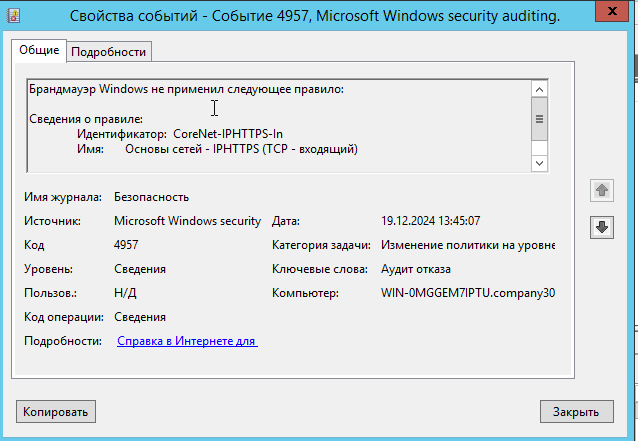 Свойства событий - Событие 4957, Microsoft Windows security auditing.
Общие Подробности
Брандмауэр Windows не применил следующее правило:
Сведения о правиле:
Идентификатор: CoreNet-IPHTTPS-In
Имя: Основы сетей - IPHTTPS (TCP - входящий)
Имя журнала: Безопасность
Источник: Microsoft Windows security Дата: 19.12.2024 13:45:07
Код 4957 Категория задачи: Изменение политики на уровне
Уровень: Сведения Ключевые слова: Аудит отказа
Пользов.: Н/Д Компьютер: WIN-0MGGEM7IPTU.company30
Код операции: Сведения
Подробности: Справка в Интернете для
Копировать Закрыть